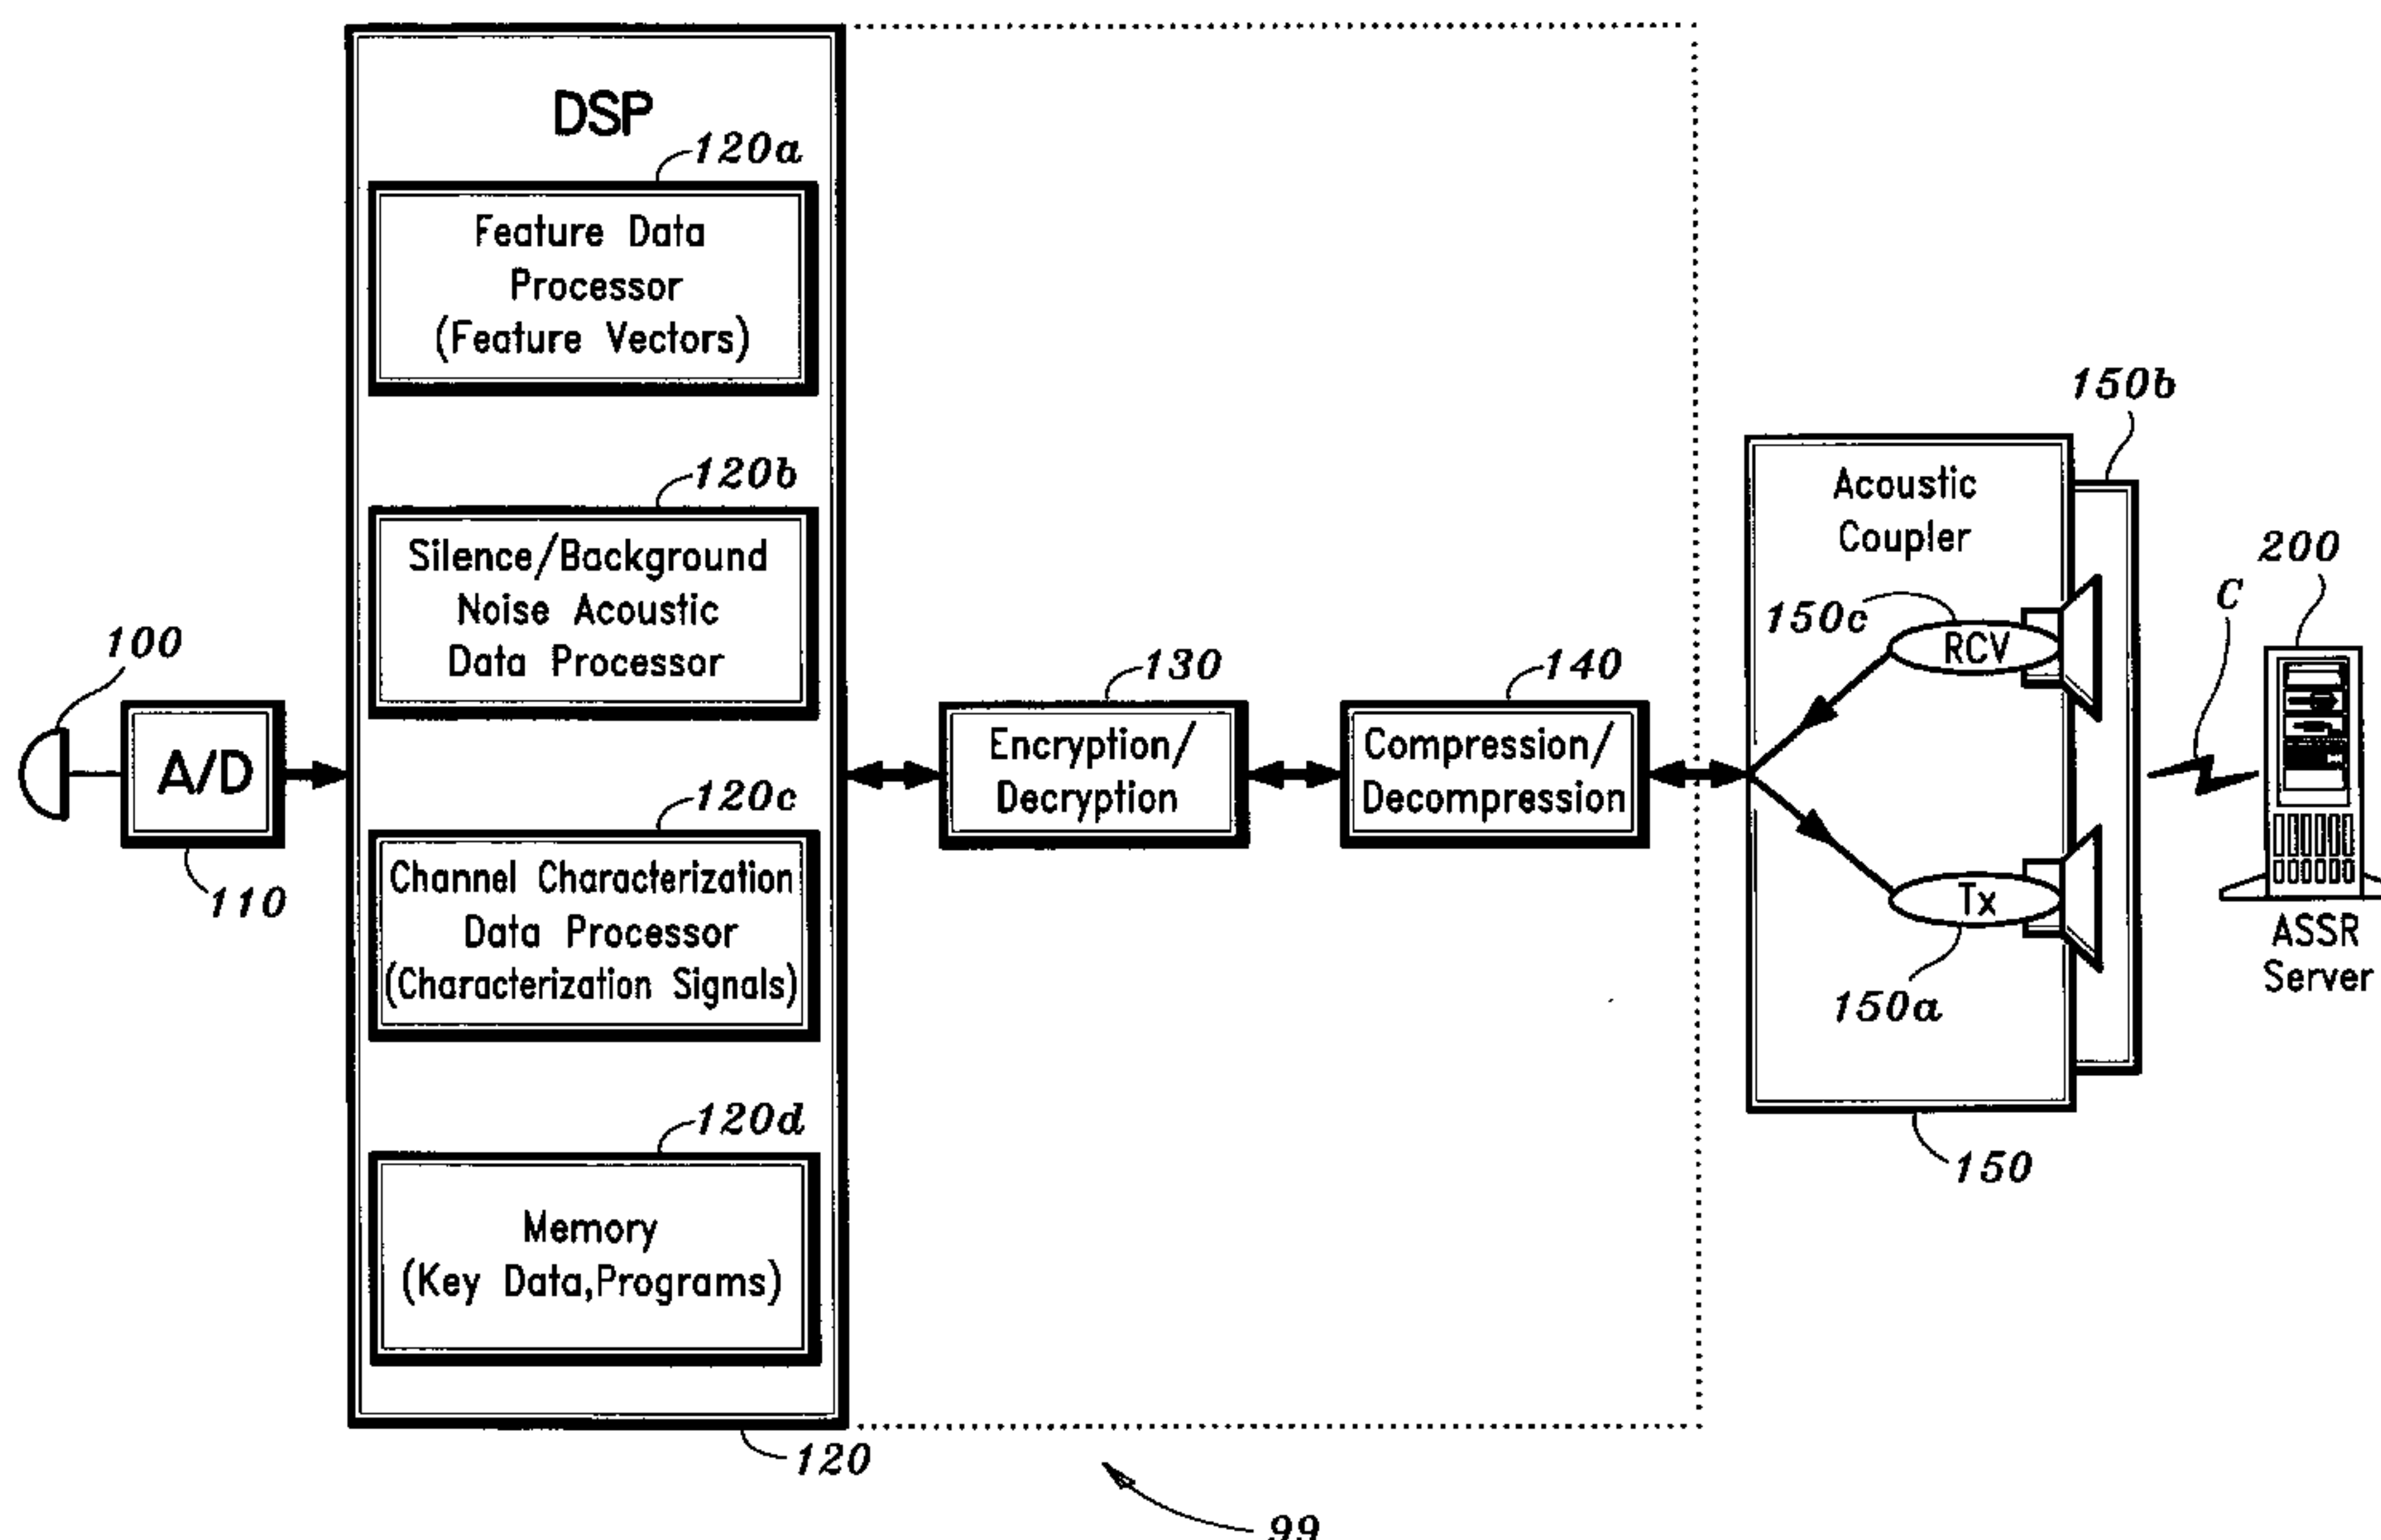 DSP
120a
Feature Data
Processor
(Feature Vectors)
120b
Silence/Background
Noise Acoustic
Data Processor
100
A/D
110
120c
Channel Characterization
Data Processor
(Characterization Signals)
120d
Memory
(Key Data,Programs)
120
130
Encryption/
Decryption
140
Compression/
Decompression
150b
Acoustic
Coupler
150c
RCV
Tx
150a
150
C
200
ASSR
Server
99